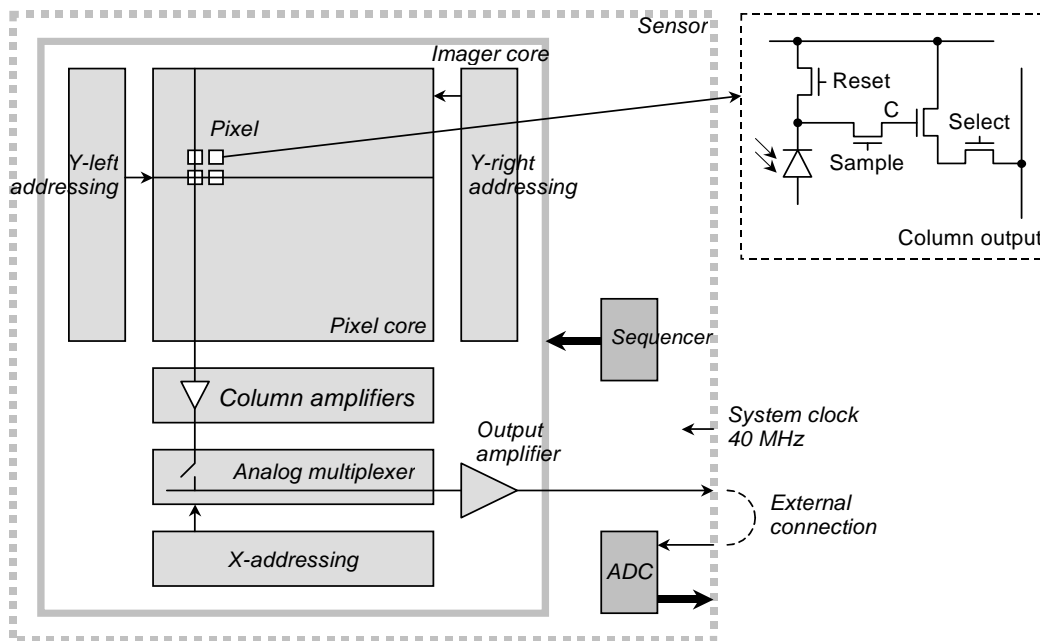 Sensor
Imager core
Reset
C
Select
Sample
Column output
Pixel
Y-left
addressing
Y-right
addressing
Pixel core
Sequencer
Column amplifiers
System clock
40 MHz
Output
amplifier
Analog multiplexer
External
connection
X-addressing
ADC